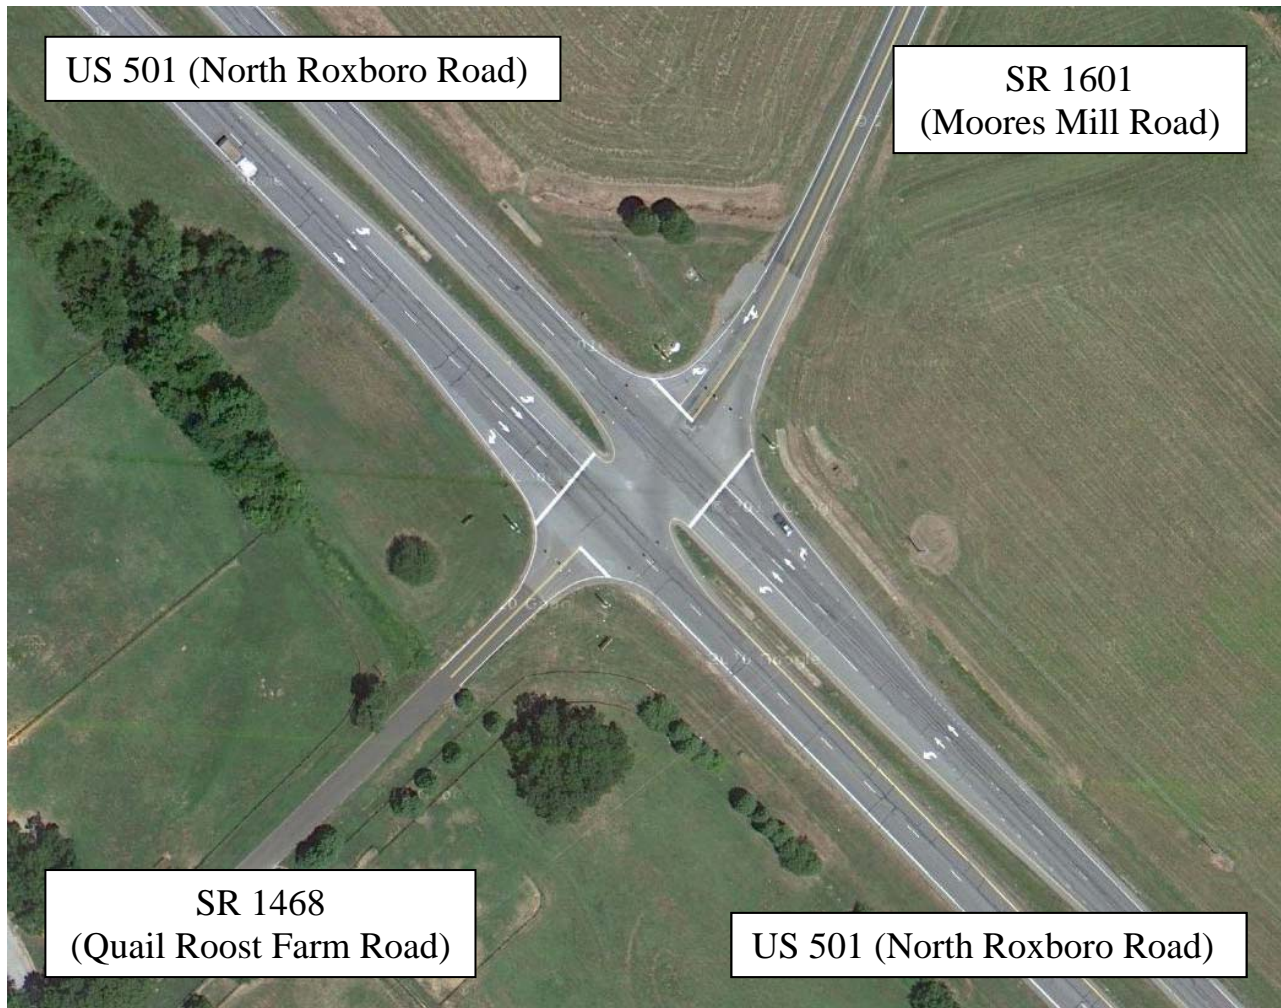 US 501 (North Roxboro Road)
SR 1601
(Moores Mill Road)
SR 1468
(Quail Roost Farm Road)
US 501 (North Roxboro Road)